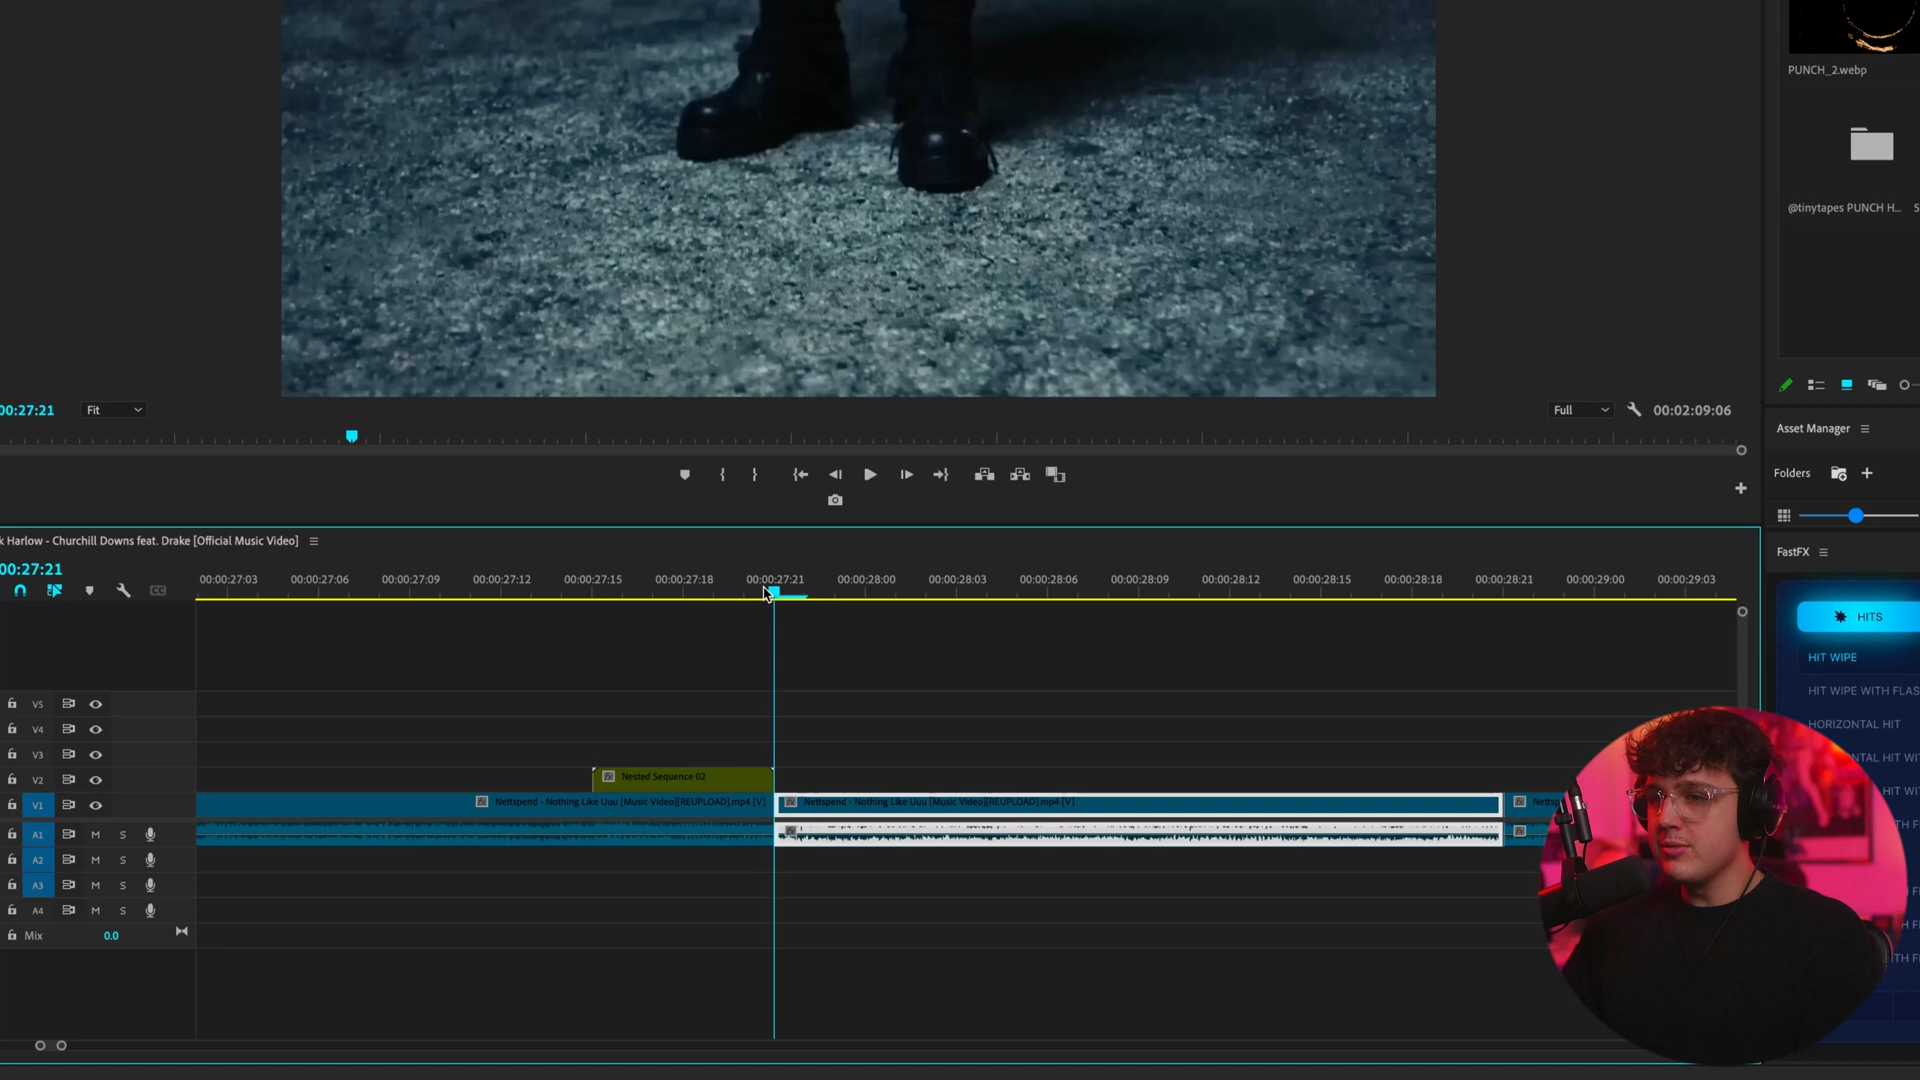 PUNCH_2.webp
@tinytapes PUNCH H...
00:27:21
Fit
Full
00:02:09:06
Asset Manager
Folders
k Harlow - Churchill Downs feat. Drake [Official Music Video]
FastFX
00:27:21
00:00:27:03 00:00:27:06 00:00:27:09 00:00:27:12 00:00:27:15 00:00:27:18 00:00:27:21 00:00:28:00 00:00:28:03 00:00:28:06 00:00:28:09 00:00:28:12 00:00:28:15 00:00:28:18 00:00:28:21 00:00:29:00 00:00:29:03
HITS
HIT WIPE
HIT WIPE WITH FLAS
HORIZONTAL HIT
V5
V4
V3
V2
Nested Sequence 02
V1
Nettspend - Nothing Like Uuu [Music Video][REUPLOAD].mp4 [V]
Nettspend - Nothing Like Uuu [Music Video][REUPLOAD].mp4 [V]
Netts
A1 M S
A2 M S
A3 M S
A4 M S
Mix 0.0